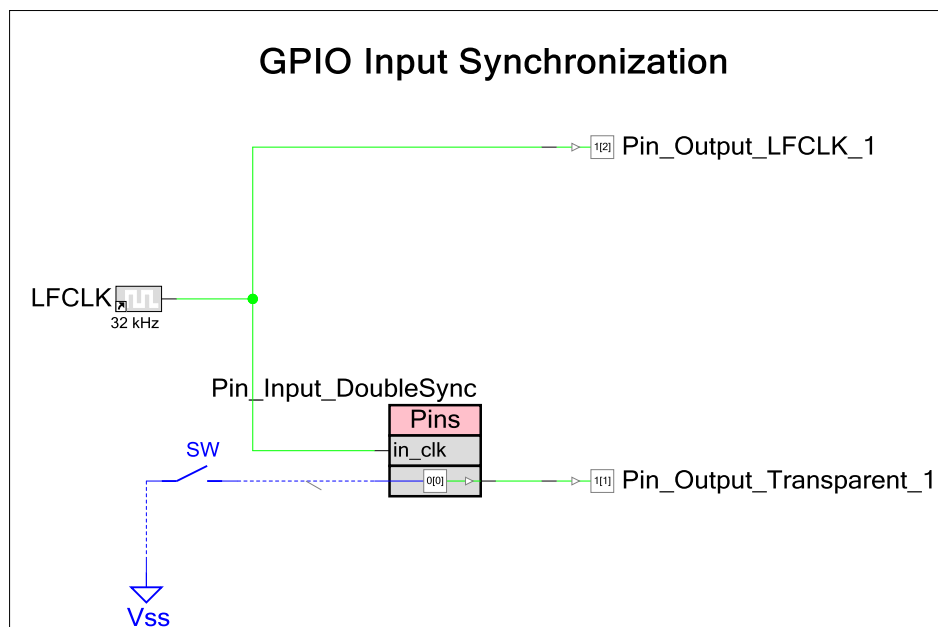 GPIO Input Synchronization
1[2] Pin_Output_LFCLK_1
LFCLK
32 kHz
Pin_Input_DoubleSync
Pins
in_clk
SW
0[0]
1[1] Pin_Output_Transparent_1
Vss